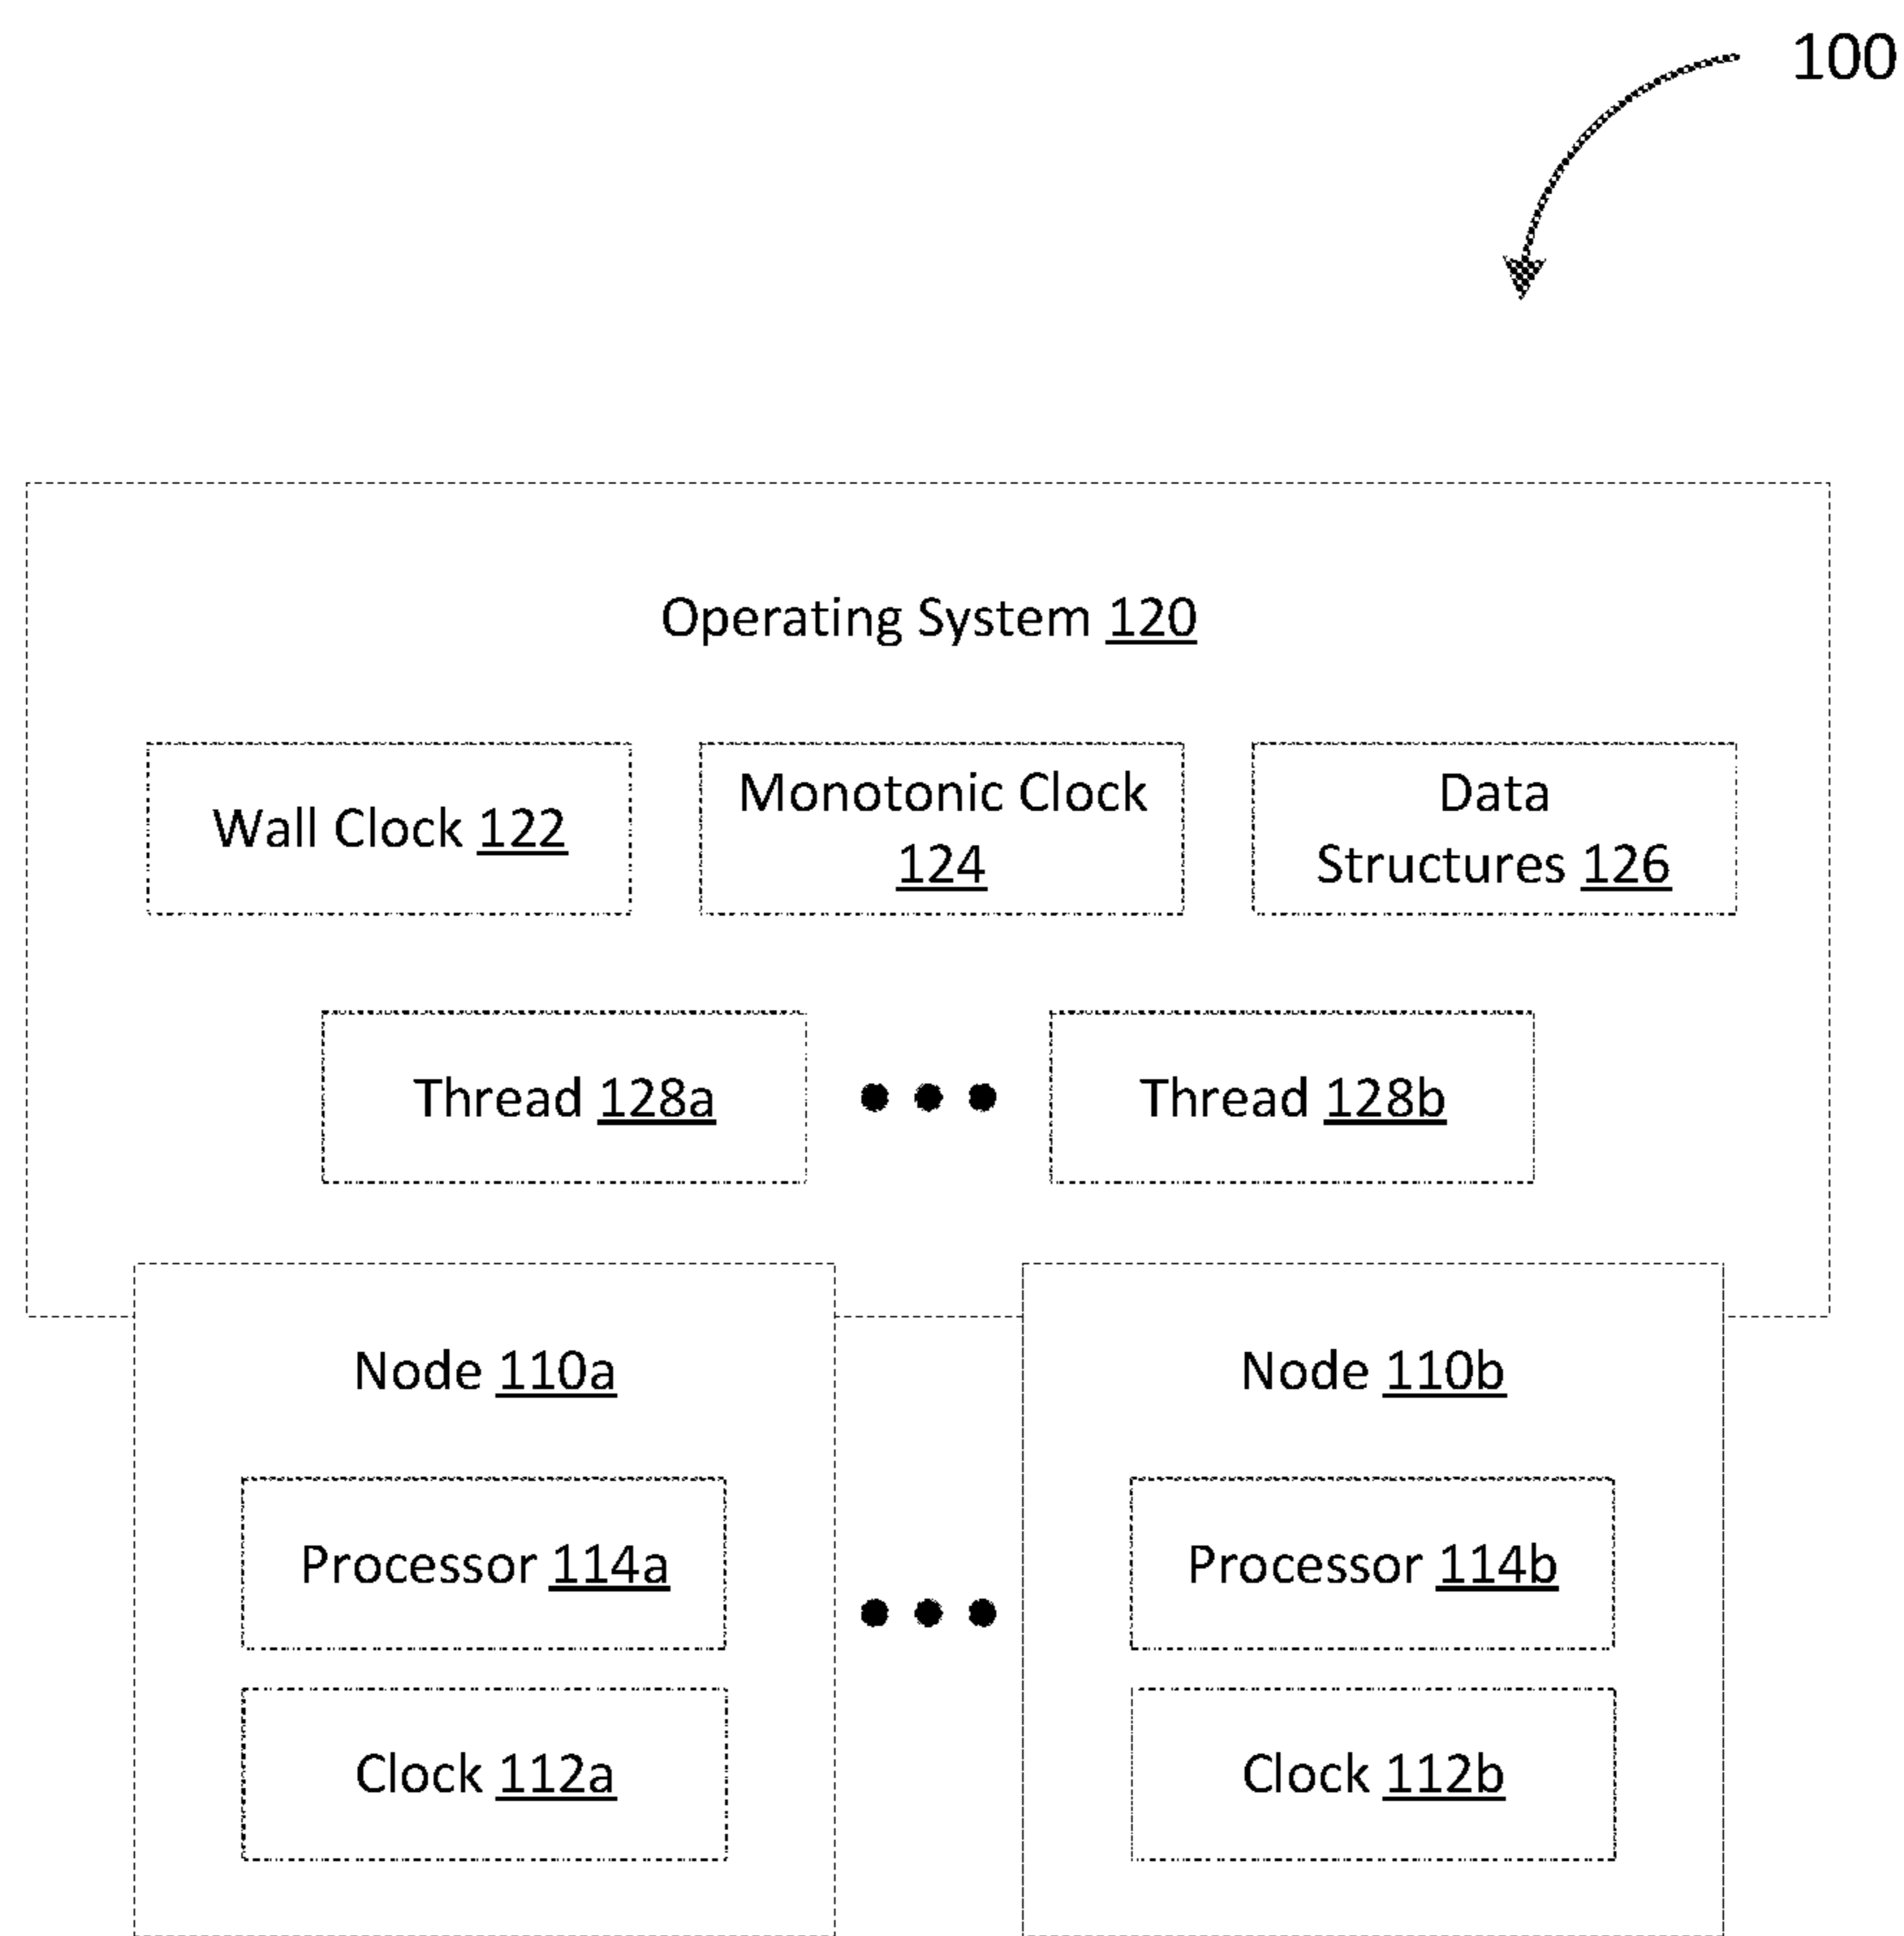 100
Operating System 120
Wall Clock 122
Monotonic Clock
124
Data
Structures 126
Thread 128a
Thread 128b
Node 110a
Node 110b
Processor 114a
Processor 114b
Clock 112a
Clock 112b